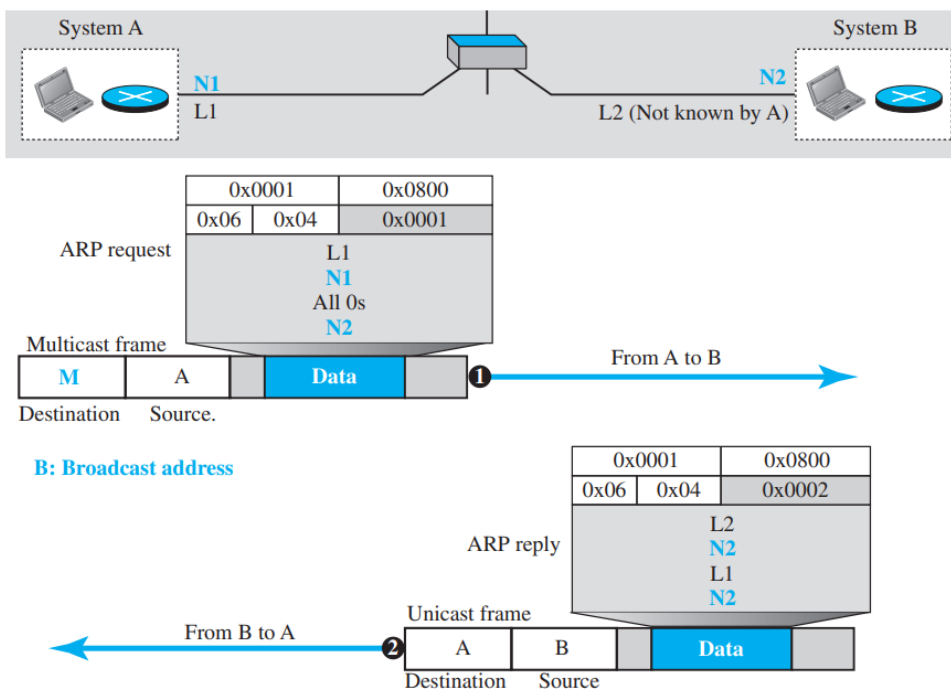 System A
System B
N1
N2
L1
L2 (Not known by A)
0x0001 0x0800
0x06 0x04 0x0001
ARP request
L1
N1
All 0s
N2
Multicast frame
M A Data
1
From A to B
Destination Source.
B: Broadcast address
0x0001 0x0800
0x06 0x04 0x0002
ARP reply
L2
N2
L1
N2
Unicast frame
From B to A
2
A B Data
Destination Source